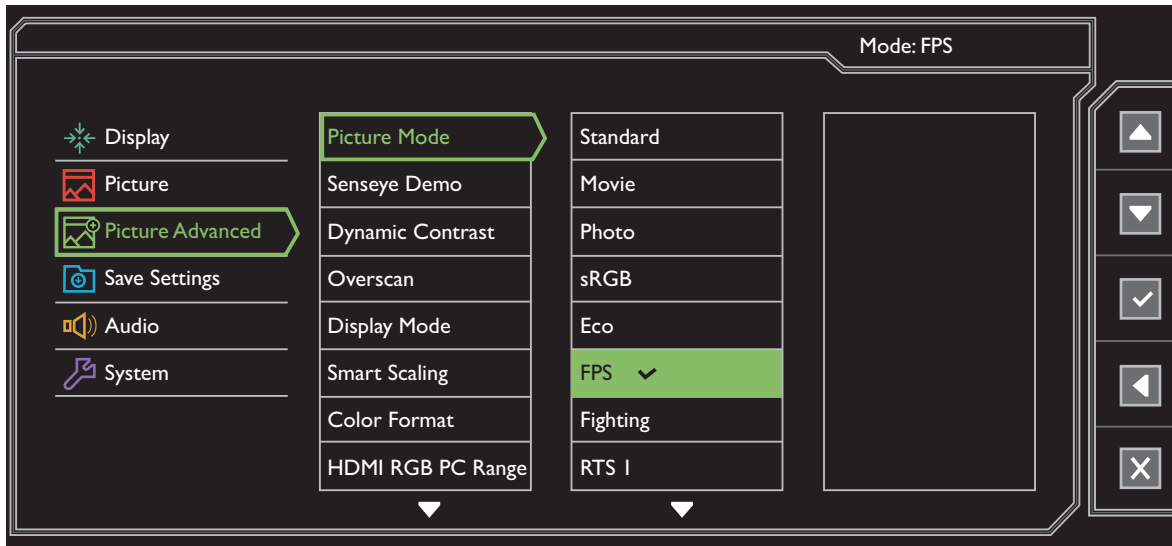 Mode: FPS
Display
Picture
Picture Advanced
Save Settings
Audio
System
Picture Mode
Senseye Demo
Dynamic Contrast
Overscan
Display Mode
Smart Scaling
Color Format
HDMI RGB PC Range
Standard
Movie
Photo
sRGB
Eco
FPS
Fighting
RTS 1